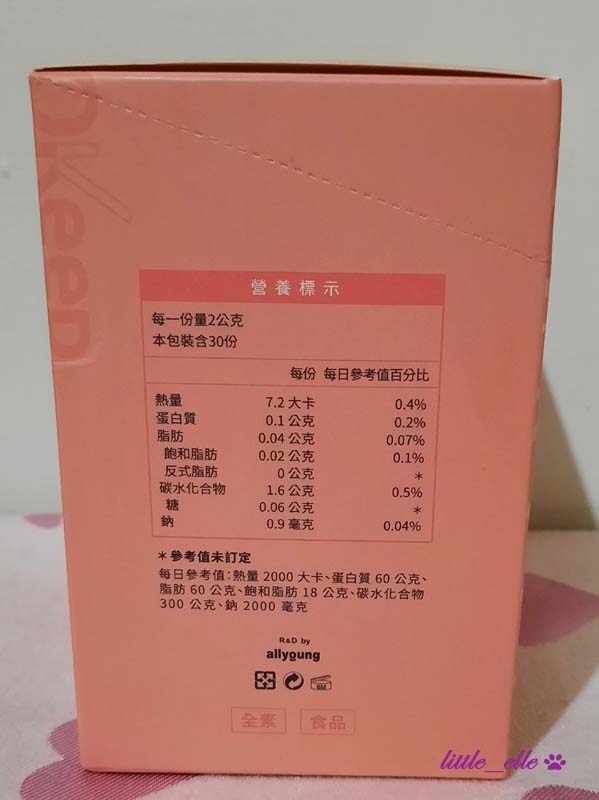 OKeen
營養標示
每一份量2公克
本包裝含30份
每份 每日參考值百分比
熱量 7.2 大卡 0.4%
蛋白質 0.1 公克 0.2%
脂肪 0.04 公克 0.07%
飽和脂肪 0.02 公克 0.1%
反式脂肪 0 公克 *
碳水化合物 1.6 公克 0.5%
糖 0.06 公克 *
鈉 0.9 毫克 0.04%
*參考值未訂定
每日參考值:熱量 2000 大卡、蛋白質 60 公克、
脂肪 60 公克、飽和脂肪 18 公克、碳水化合物
300 公克、鈉 2000 毫克
R&D by
allyoung
6M
全素 食品
little_elle